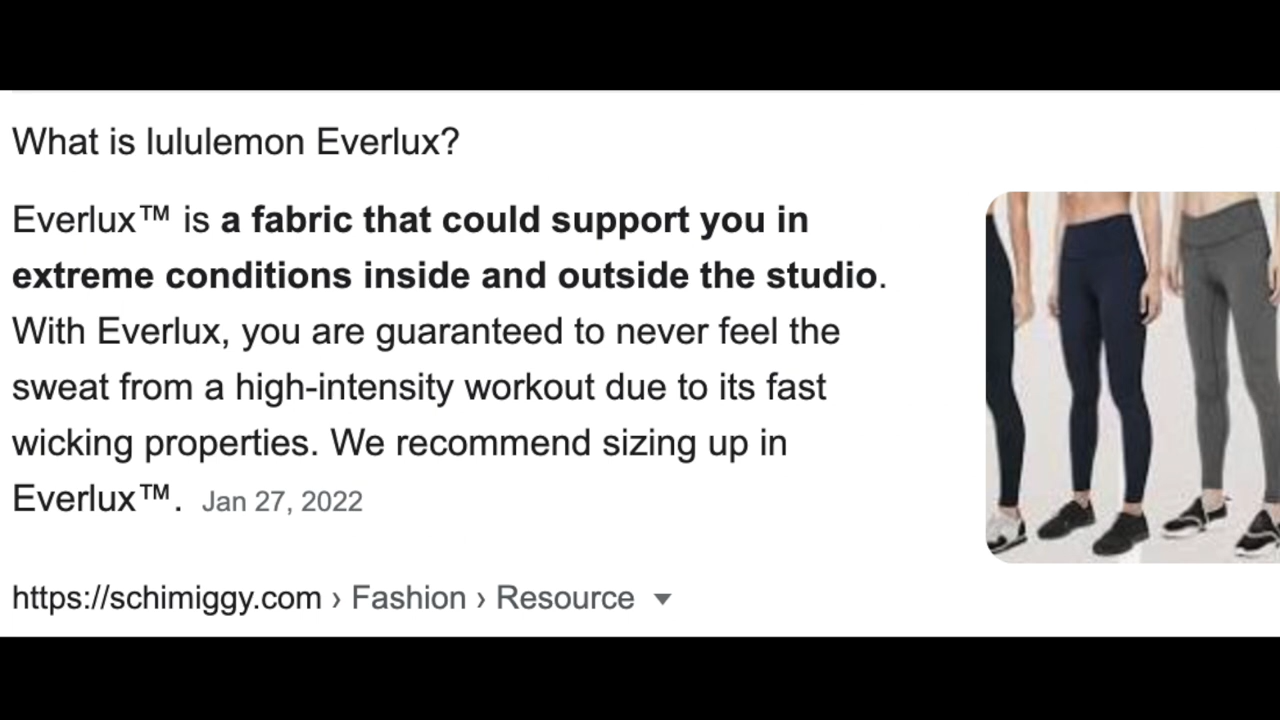 What is lululemon Everlux?
Everlux™ is a fabric that could support you in
extreme conditions inside and outside the studio.
With Everlux, you are guaranteed to never feel the
sweat from a high-intensity workout due to its fast
wicking properties. We recommend sizing up in
Everlux™. Jan 27, 2022
https://schimiggy.com › Fashion › Resource